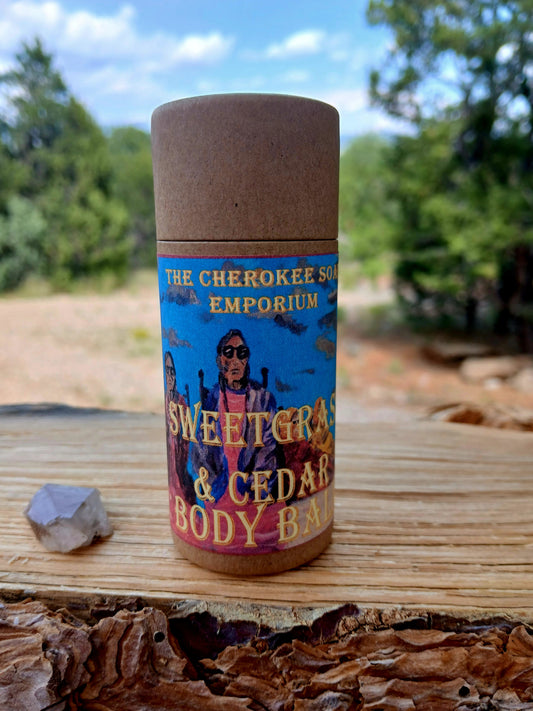 THE CHEROKEE SOA
EMPORIUM
SWEETGRAS
& CEDAR
BODY BAL